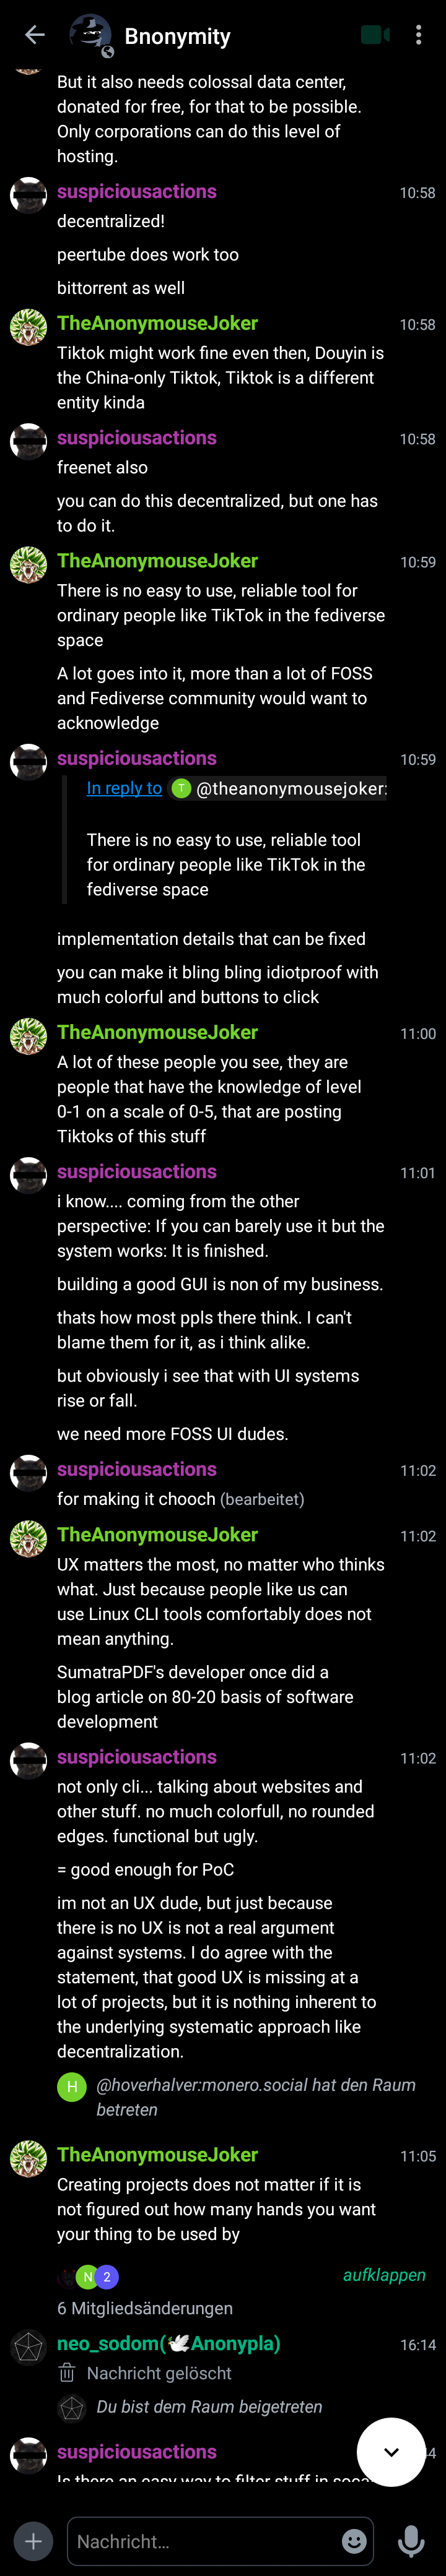 Bnonymity
But it also needs colossal data center,
donated for free, for that to be possible.
Only corporations can do this level of
hosting.
suspiciousactions 10:58
decentralized!
peertube does work too
bittorrent as well
TheAnonymouseJoker 10:58
Tiktok might work fine even then, Douyin is
the China-only Tiktok, Tiktok is a different
entity kinda
suspiciousactions 10:58
freenet also
you can do this decentralized, but one has
to do it.
TheAnonymouseJoker 10:59
There is no easy to use, reliable tool for
ordinary people like TikTok in the fediverse
space
A lot goes into it, more than a lot of FOSS
and Fediverse community would want to
acknowledge
suspiciousactions 10:59
In reply to T @theanonymousejoker:
There is no easy to use, reliable tool
for ordinary people like TikTok in the
fediverse space
implementation details that can be fixed
you can make it bling bling idiotproof with
much colorful and buttons to click
TheAnonymouseJoker 11:00
A lot of these people you see, they are
people that have the knowledge of level
0-1 on a scale of 0-5, that are posting
Tiktoks of this stuff
suspiciousactions 11:01
i know.... coming from the other
perspective: If you can barely use it but the
system works: It is finished.
building a good GUI is non of my business.
thats how most ppls there think. I can't
blame them for it, as i think alike.
but obviously i see that with UI systems
rise or fall.
we need more FOSS UI dudes.
suspiciousactions 11:02
for making it chooch (bearbeitet)
TheAnonymouseJoker 11:02
UX matters the most, no matter who thinks
what. Just because people like us can
use Linux CLI tools comfortably does not
mean anything.
SumatraPDF's developer once did a
blog article on 80-20 basis of software
development
suspiciousactions 11:02
not only cli... talking about websites and
other stuff. no much colorfull, no rounded
edges. functional but ugly.
= good enough for PoC
im not an UX dude, but just because
there is no UX is not a real argument
against systems. I do agree with the
statement, that good UX is missing at a
lot of projects, but it is nothing inherent to
the underlying systematic approach like
decentralization.
H @hoverhalver:monero.social hat den Raum
betreten
TheAnonymouseJoker 11:05
Creating projects does not matter if it is
not figured out how many hands you want
your thing to be used by
N 2 aufklappen
6 Mitgliedsänderungen
neo_sodom(🕊Anonypla) 16:14
Nachricht gelöscht
Du bist dem Raum beigetreten
suspiciousactions
Is there an easy way to filter stuff in
Nachricht...